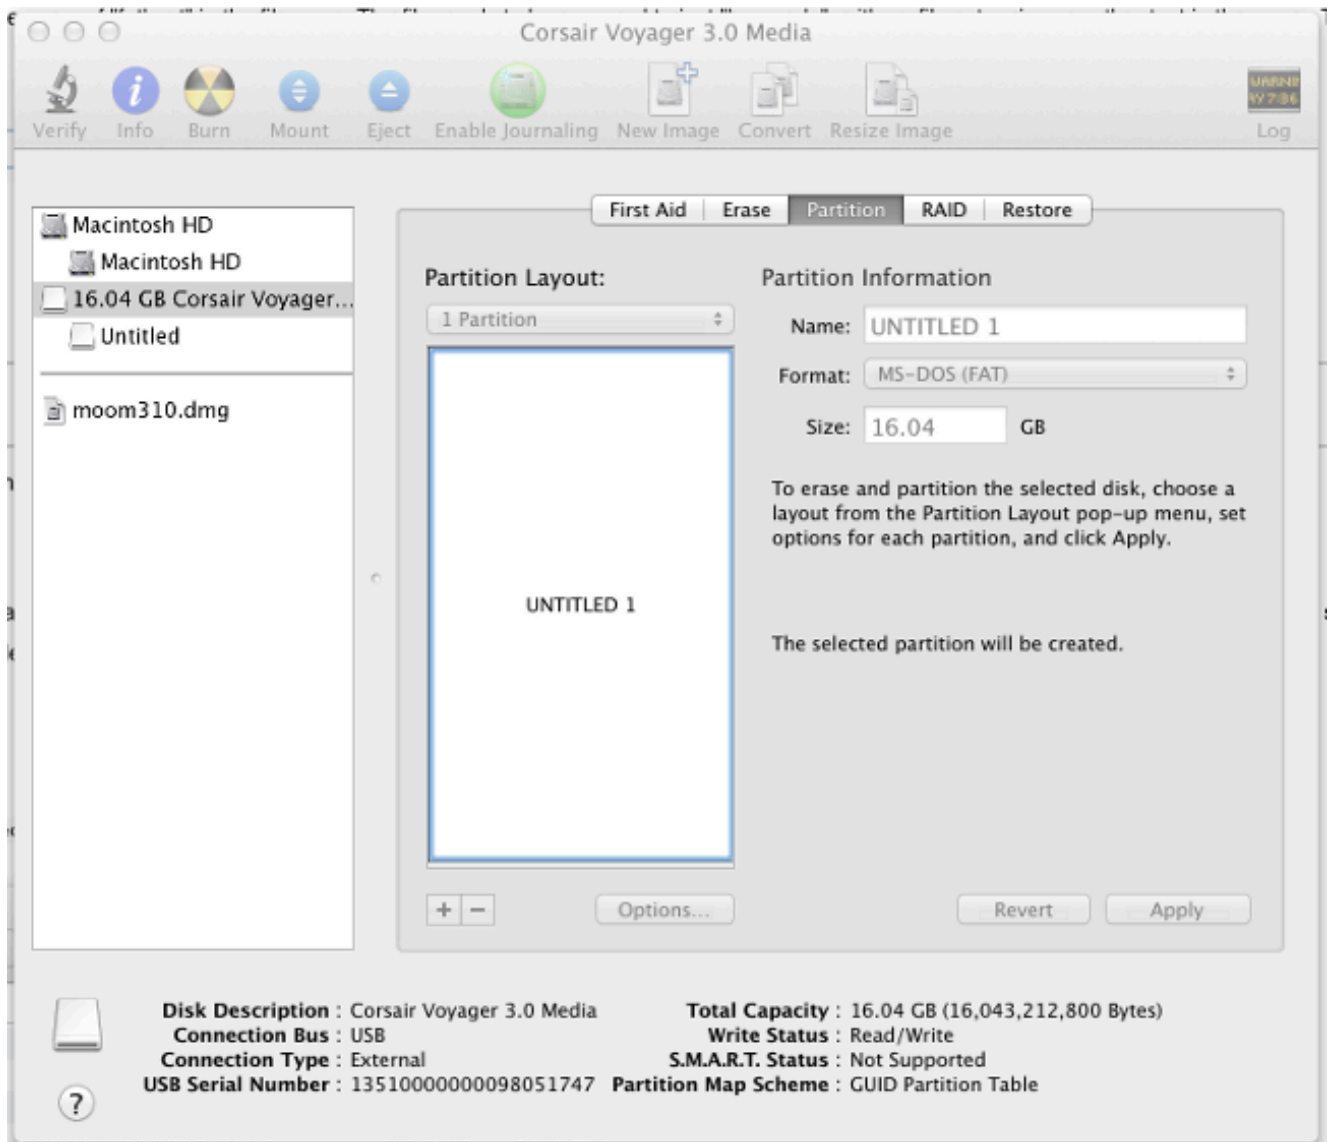 Corsair Voyager 3.0 Media
Verify Info Burn Mount Eject Enable Journaling New Image Convert Resize Image Log
WARNI
W 7:86
Macintosh HD
Macintosh HD
16.04 GB Corsair Voyager...
Untitled
moom310.dmg
First Aid Erase Partition RAID Restore
Partition Layout:
1 Partition
UNTITLED 1
+ − Options...
Partition Information
Name: UNTITLED 1
Format: MS-DOS (FAT)
Size: 16.04 GB
To erase and partition the selected disk, choose a
layout from the Partition Layout pop-up menu, set
options for each partition, and click Apply.
The selected partition will be created.
Revert Apply
Disk Description : Corsair Voyager 3.0 Media
Connection Bus : USB
Connection Type : External
USB Serial Number : 13510000000098051747
Total Capacity : 16.04 GB (16,043,212,800 Bytes)
Write Status : Read/Write
S.M.A.R.T. Status : Not Supported
Partition Map Scheme : GUID Partition Table
?